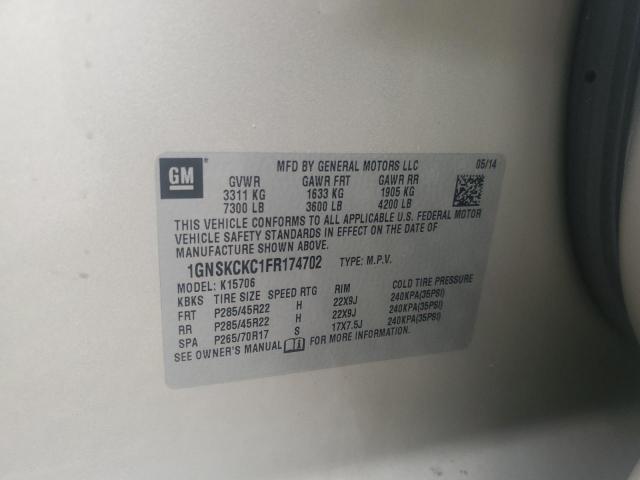 GM
MFD BY GENERAL MOTORS LLC 05/14
GVWR GAWR FRT GAWR RR
3311 KG 1633 KG 1905 KG
7300 LB 3600 LB 4200 LB
THIS VEHICLE CONFORMS TO ALL APPLICABLE U.S. FEDERAL MOTOR
VEHICLE SAFETY STANDARDS IN EFFECT ON THE DATE OF
MANUFACTURE SHOWN ABOVE.
1GNSKCKC1FR174702 TYPE: M.P.V.
MODEL: K15706
KBKS TIRE SIZE SPEED RTG RIM COLD TIRE PRESSURE
FRT P285/45R22 H 22X9J 240KPA(35PSI)
RR P285/45R22 H 22X9J 240KPA(35PSI)
SPA P265/70R17 S 17X7.5J 240KPA(35PSI)
SEE OWNER'S MANUAL FOR MORE INFORMATION.